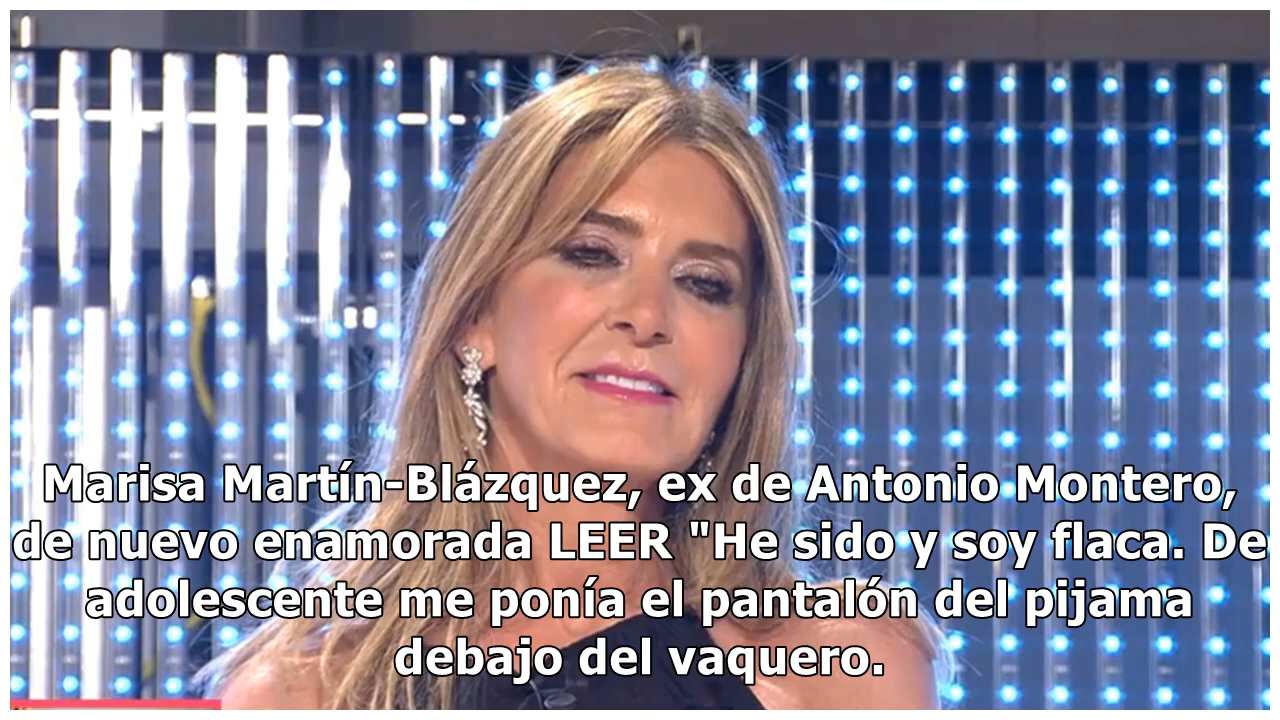 Marisa Martín-Blázquez, ex de Antonio Montero,
de nuevo enamorada LEER "He sido y soy flaca. De
adolescente me ponía el pantalón del pijama
debajo del vaquero.